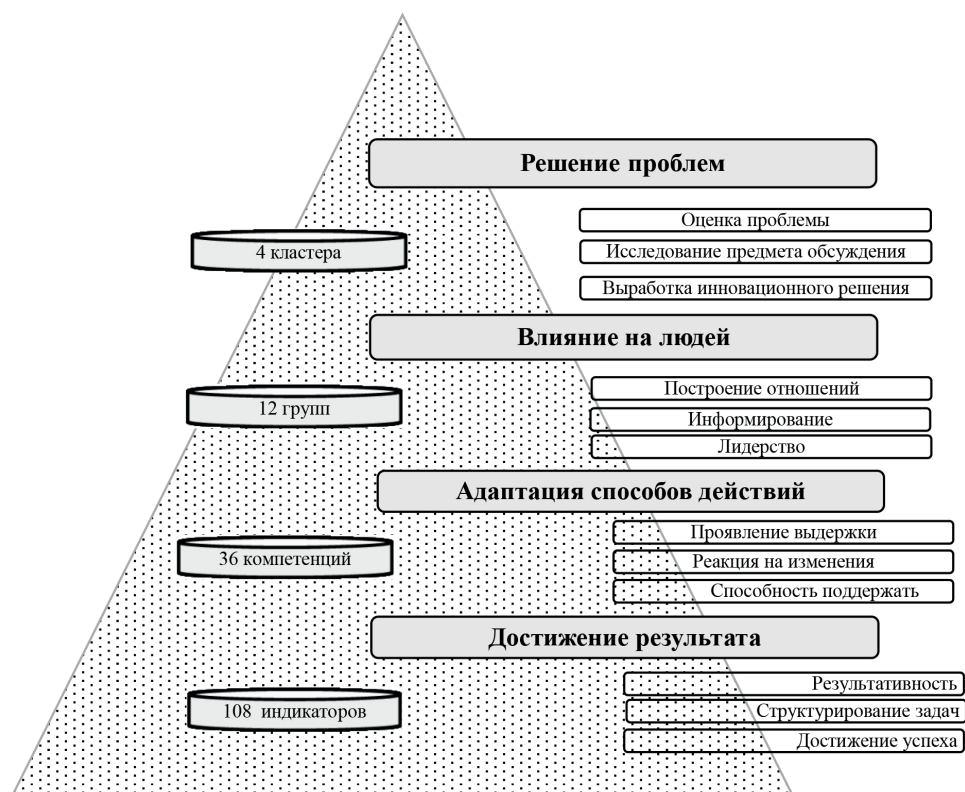 Решение проблем
Оценка проблемы
4 кластера
Исследование предмета обсуждения
Выработка инновационного решения
Влияние на людей
Построение отношений
12 групп
Информирование
Лидерство
Адаптация способов действий
Проявление выдержки
36 компетенций
Реакция на изменения
Способность поддержать
Достижение результата
Результативность
108 индикаторов
Структурирование задач
Достижение успеха